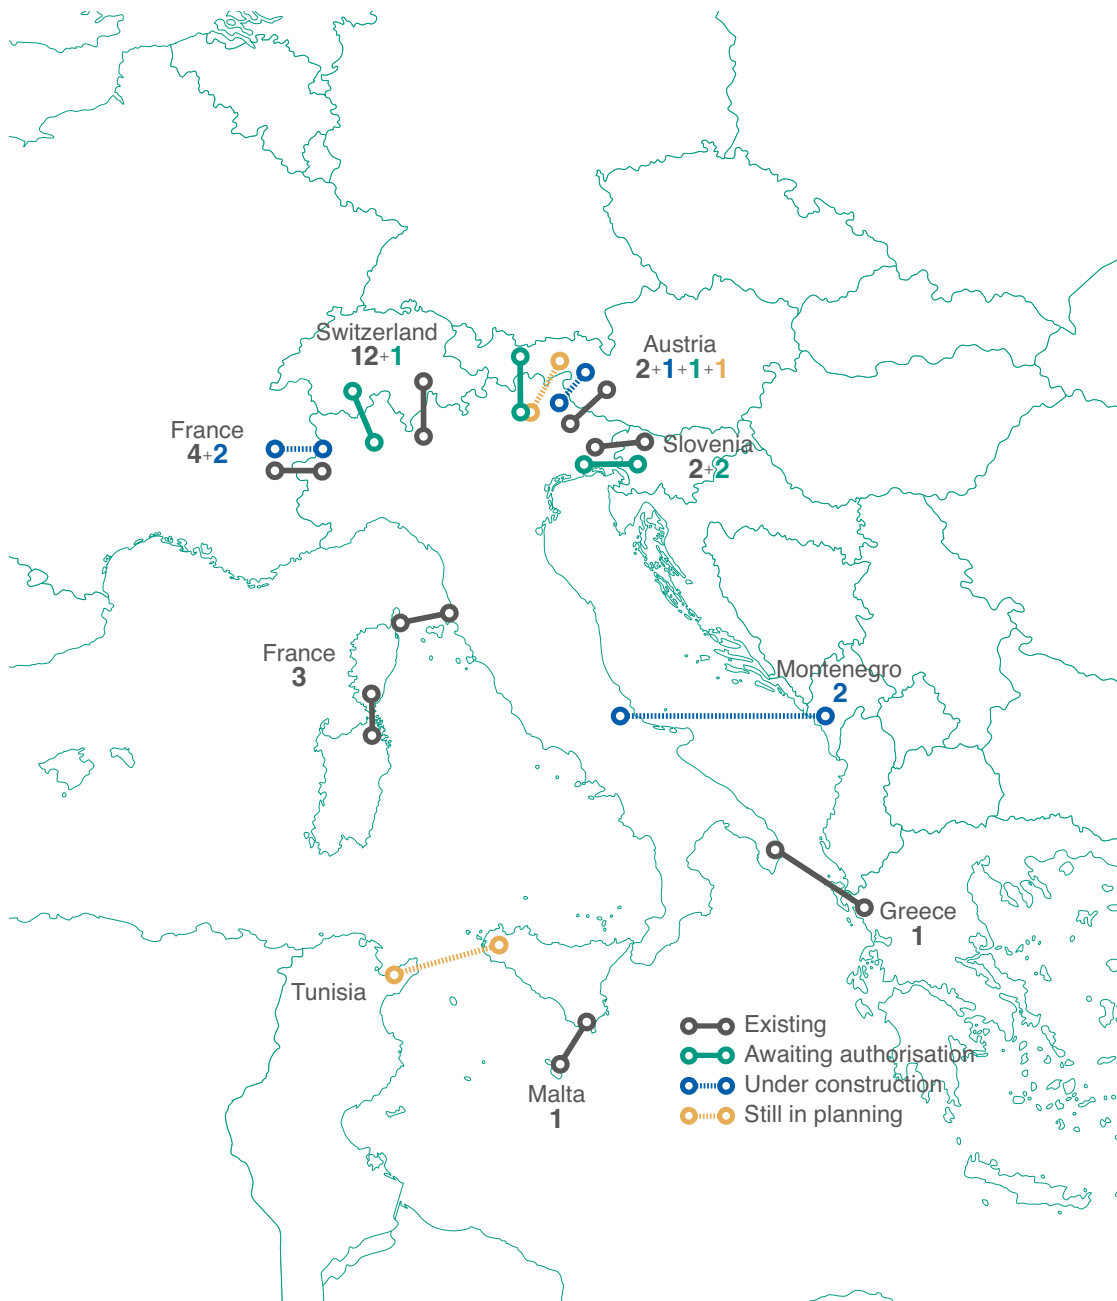 Switzerland
12+1
Austria
2+1+1+1
France
4+2
Slovenia
2+2
France
3
Montenegro
2
Greece
1
Tunisia
Malta
1
Existing
Awaiting authorisation
Under construction
Still in planning